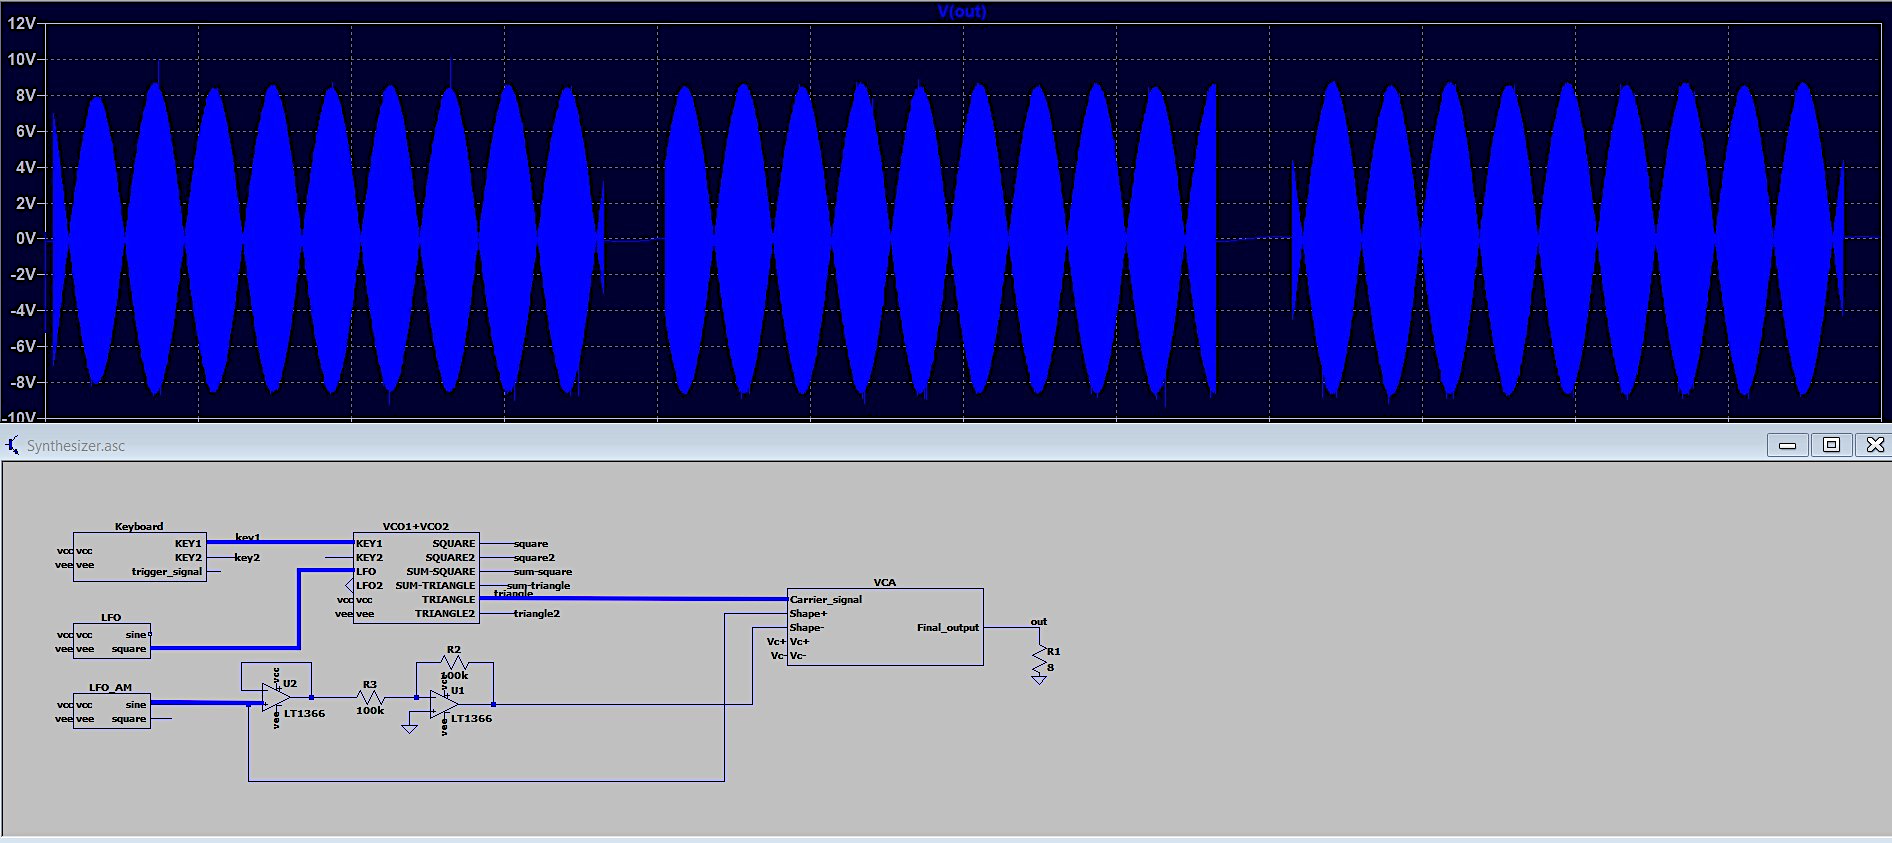 V(out)
12V
10V
8V
6V
4V
2V
0V
-2V
-4V
-6V
-8V
-10V
Synthesizer.asc
Keyboard
vcc vcc
vee vee
KEY1
KEY2
trigger_signal
key1
key2
VCO1+VCO2
KEY1
KEY2
LFO
LFO2
vcc vcc
vee vee
SQUARE
SQUARE2
SUM-SQUARE
SUM-TRIANGLE
TRIANGLE
TRIANGLE2
square
square2
sum-square
sum-triangle
triangle
triangle2
LFO
vcc vcc
vee vee
sine
square
LFO_AM
vcc vcc
vee vee
sine
square
vcc
U2
LT1366
vee
R3
100k
R2
100k
vcc
U1
LT1366
vee
VCA
Carrier_signal
Shape+
Shape-
Vc+ Vc+
Vc- Vc-
Final_output
out
R1
8